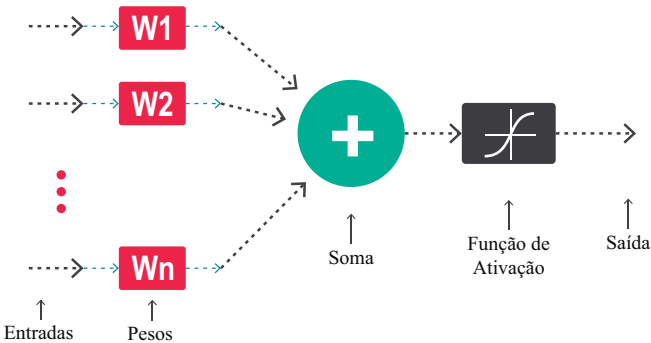 W1
W2
Wn
+
Soma
Função de
Ativação
Saída
Entradas
Pesos